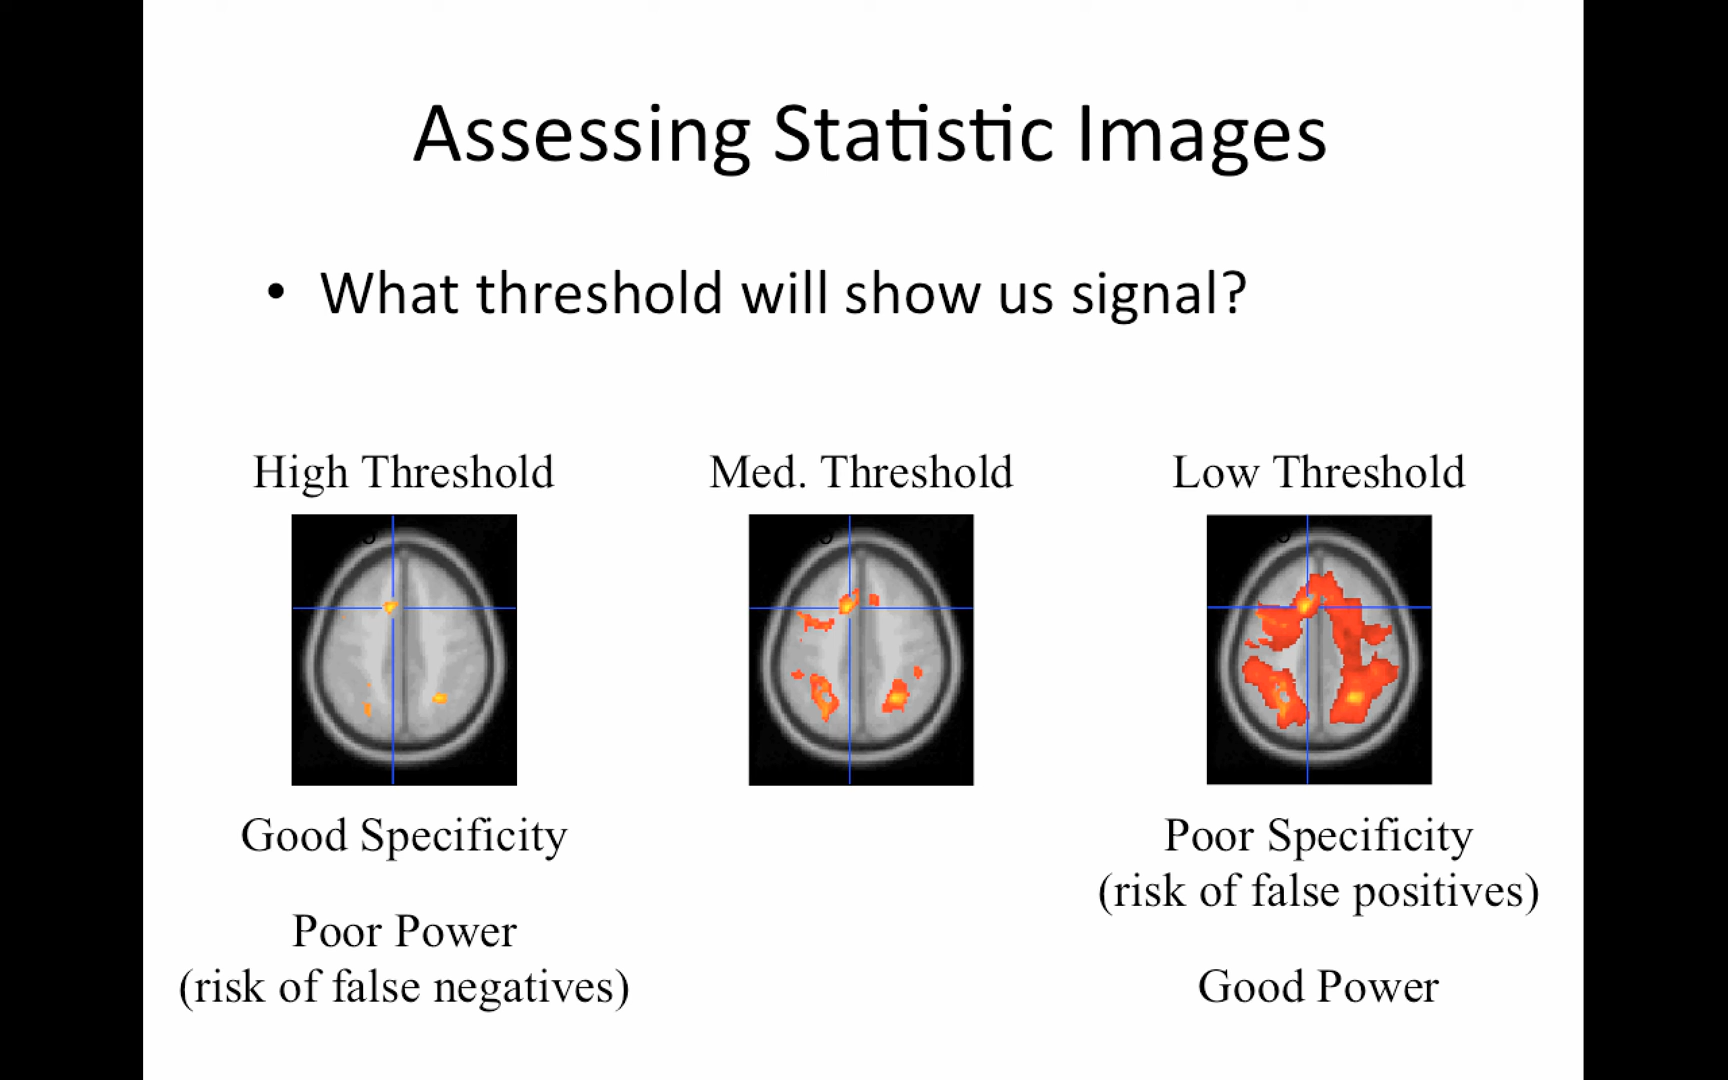 Assessing Statistic Images
• What threshold will show us signal?
High Threshold
Med. Threshold
Low Threshold
Good Specificity
Poor Power
(risk of false negatives)
Poor Specificity
(risk of false positives)
Good Power